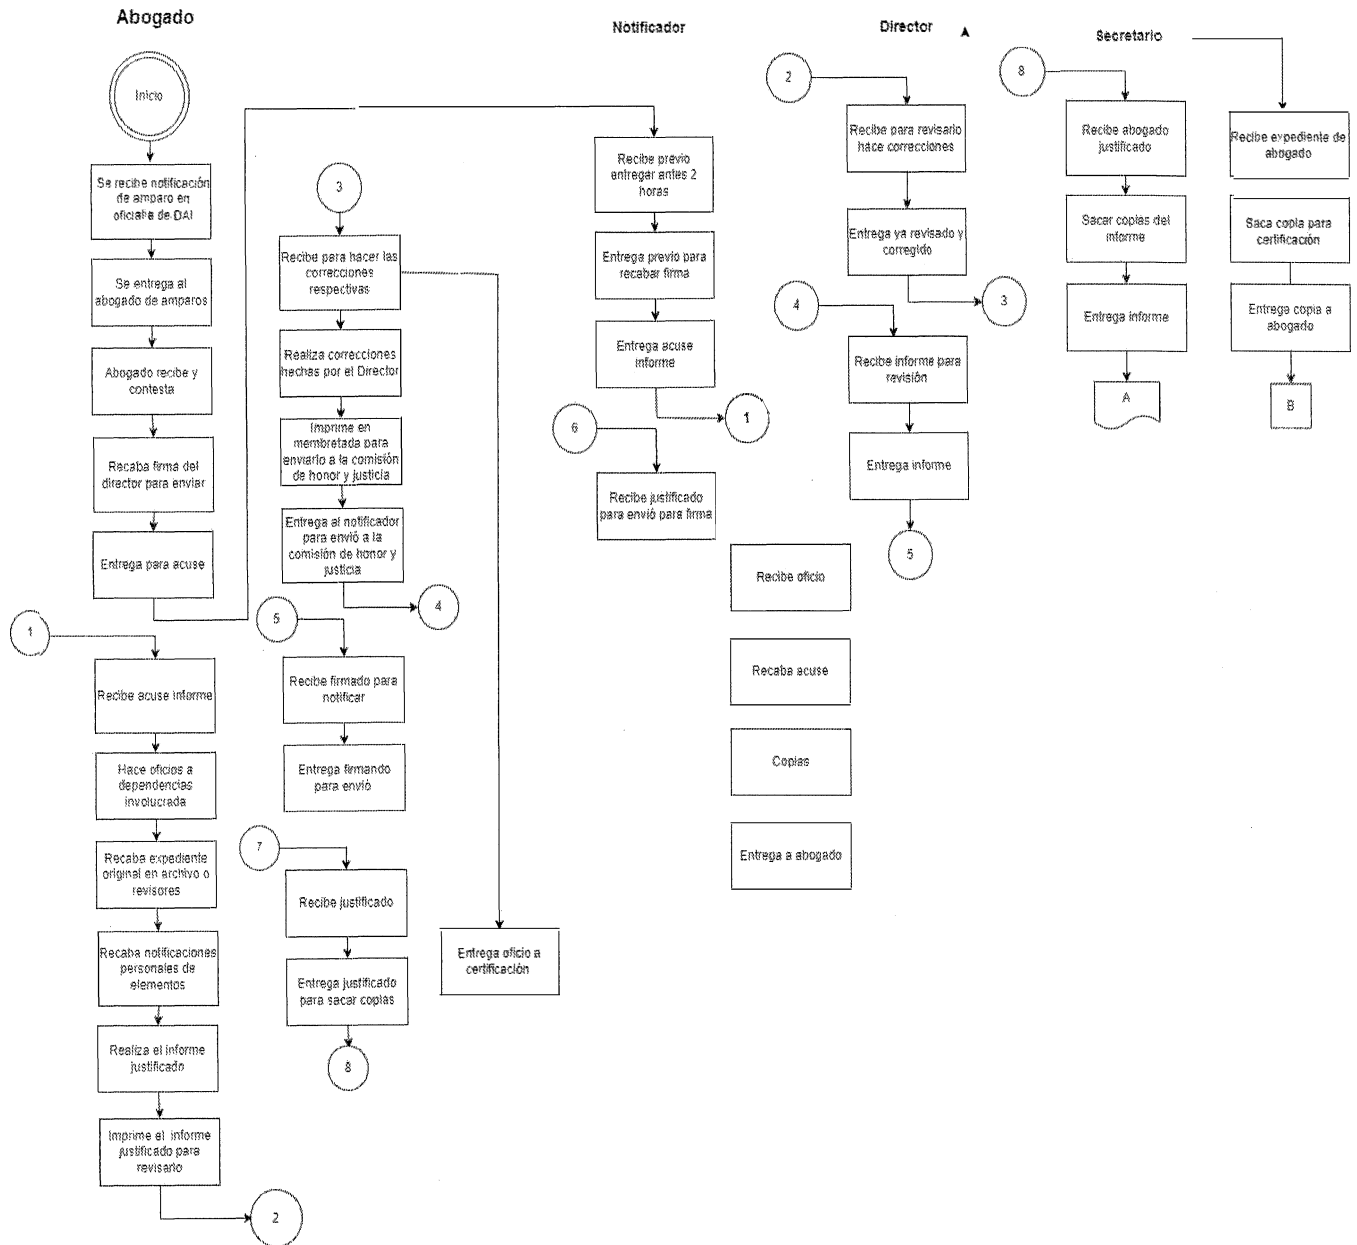 Abogado
Inicio
Se recibe notificación
de amparo en
oficialía de DAI
Se entrega al
abogado de amparos
Abogado recibe y
contesta
Recaba firma del
director para enviar
Entrega para acuse
1
Recibe acuse informe
Hace oficios a
dependencias
involucrada
Recaba expediente
original en archivo o
revisores
Recaba notificaciones
personales de
elementos
Realiza el informe
justificado
Imprime el informe
justificado para
revisarlo
2
3
Recibe para hacer las
correcciones
respectivas
Realiza correcciones
hechas por el Director
Imprime en
membretada para
enviarlo a la comisión
de honor y justicia
Entrega al notificador
para envió a la
comisión de honor y
justicia
4
5
Recibe firmado para
notificar
Entrega firmando
para envió
7
Recibe justificado
Entrega justificado
para sacar copias
8
Entrega oficio a
certificación
Notificador
Recibe previo
entregar antes 2
horas
Entrega previo para
recabar firma
Entrega acuse
informe
1
6
Recibe justificado
para envió para firma
Recibe oficio
Recaba acuse
Copias
Entrega a abogado
Director
A
2
Recibe para revisarlo
hace correcciones
Entrega ya revisado y
corregido
3
4
Recibe informe para
revisión
Entrega informe
5
Secretario
8
Recibe abogado
justificado
Sacar copias del
informe
Entrega informe
A
Recibe expediente de
abogado
Saca copia para
certificación
Entrega copia a
abogado
B